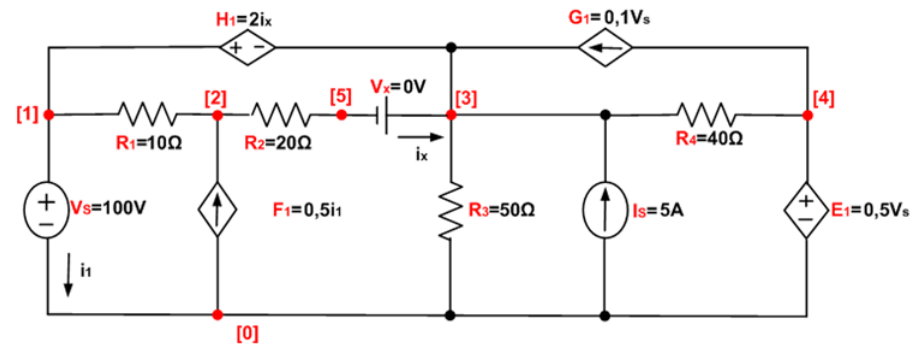 H1=2ix
G1=0,1Vs
+ -
[1]
[2]
[5]
Vx=0V
[3]
[4]
R1=10Ω
R2=20Ω
ix
R4=40Ω
+
-
Vs=100V
F1=0,5i1
R3=50Ω
Is=5A
+
-
E1=0,5Vs
i1
[0]